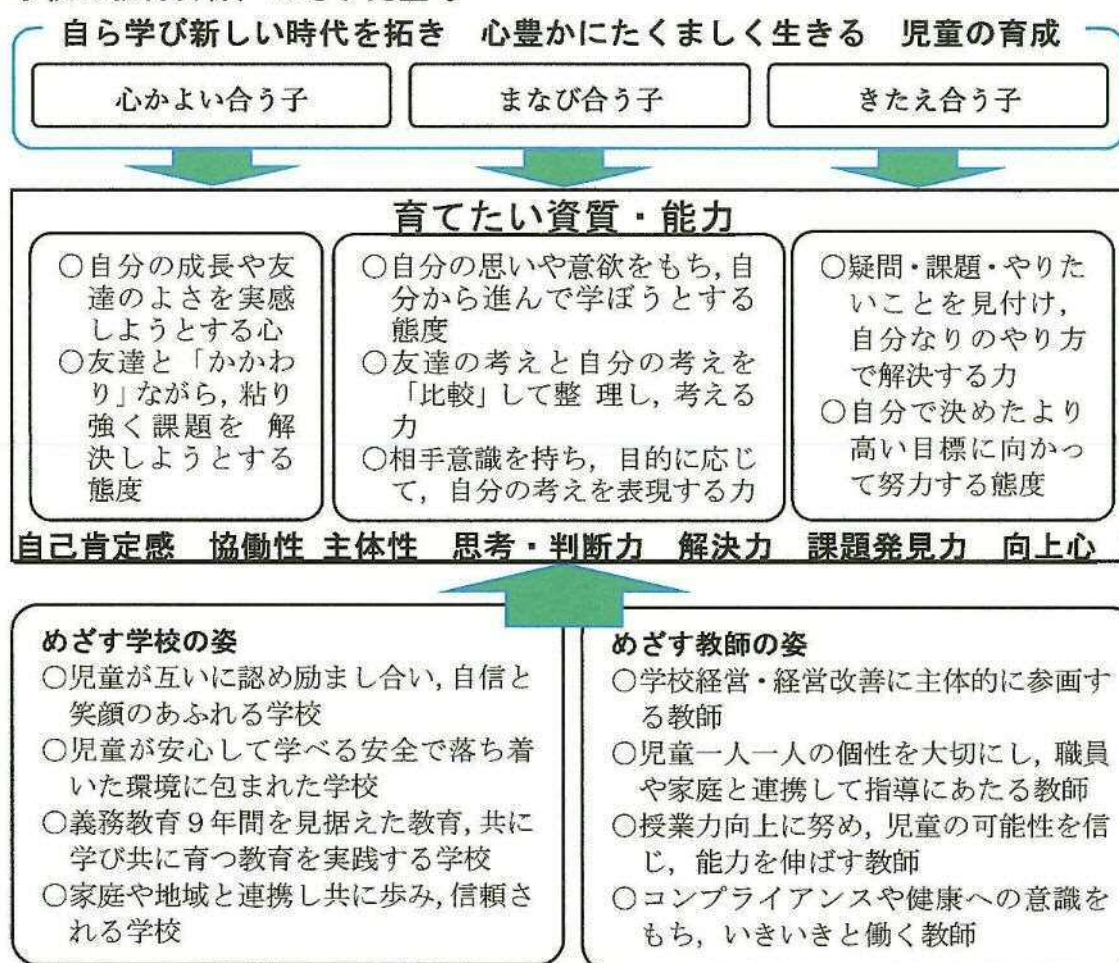 自ら学び新しい時代を拓き　心豊かにたくましく生きる　児童の育成
心かよい合う子
まなび合う子
きたえ合う子
育てたい資質・能力
○自分の成長や友
達のよさを実感
しようとする心
○友達と「かかわ
り」ながら，粘り
強く課題を 解
決しようとする
態度
○自分の思いや意欲をもち，自
分から進んで学ぼうとする
態度
○友達の考えと自分の考えを
「比較」して整 理し，考える
力
○相手意識を持ち，目的に応じ
て，自分の考えを表現する力
○疑問・課題・やりた
いことを見付け，
自分なりのやり方
で解決する力
○自分で決めたより
高い目標に向かっ
て努力する態度
自己肯定感　協働性 主体性　思考・判断力　解決力　課題発見力　向上心
めざす学校の姿
○児童が互いに認め励まし合い，自信と
笑顔のあふれる学校
○児童が安心して学べる安全で落ち着
いた環境に包まれた学校
○義務教育９年間を見据えた教育，共に
学び共に育つ教育を実践する学校
○家庭や地域と連携し共に歩み，信頼さ
れる学校
めざす教師の姿
○学校経営・経営改善に主体的に参画す
る教師
○児童一人一人の個性を大切にし，職員
や家庭と連携して指導にあたる教師
○授業力向上に努め，児童の可能性を信
じ，能力を伸ばす教師
○コンプライアンスや健康への意識を
もち，いきいきと働く教師